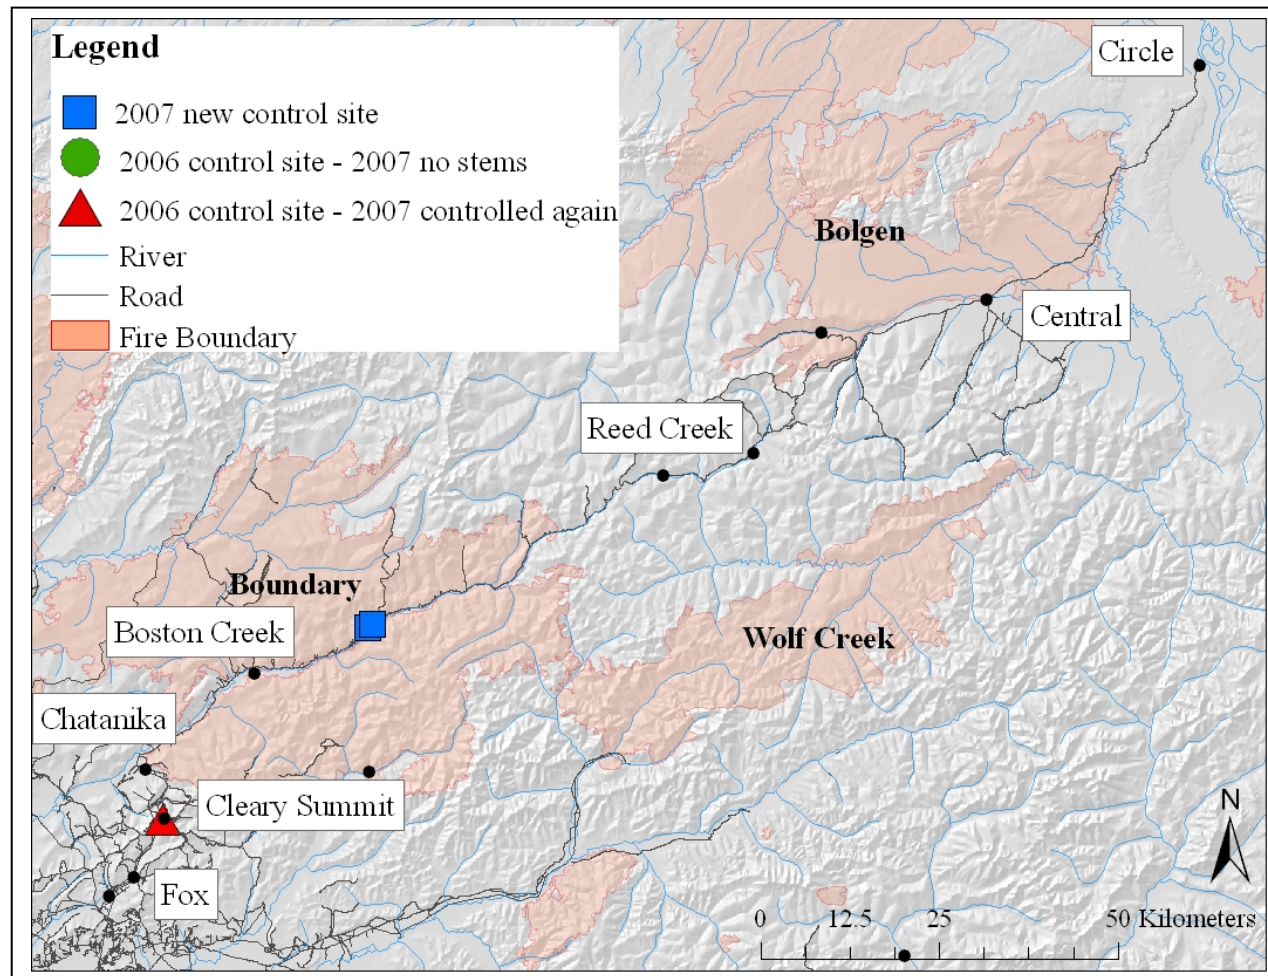 Legend
2007 new control site
2006 control site - 2007 no stems
2006 control site - 2007 controlled again
River
Road
Fire Boundary
Circle
Bolgen
Central
Reed Creek
Boundary
Boston Creek
Wolf Creek
Chatanika
Cleary Summit
Fox
N
0 12.5 25 50 Kilometers